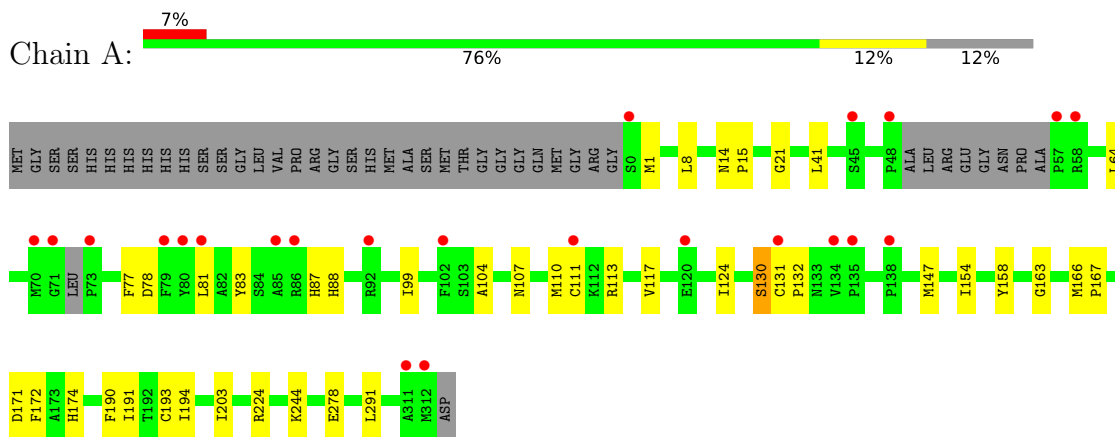 7%
Chain A:
76% 12% 12%
MET GLY SER SER HIS HIS HIS HIS HIS HIS SER SER GLY LEU VAL PRO ARG GLY SER HIS MET ALA SER MET THR GLY GLY GLY GLN MET GLY ARG GLY S0 M1 L8 N14 P15 G21 L41 S45 P48 ALA LEU ARG GLU GLY ASN PRO ALA P57 R58 L64
M70 G71 LEU P73 F77 D78 F79 Y80 L81 A82 Y83 S84 A85 R86 H87 H88 R92 I99 F102 S103 A104 N107 M110 C111 K112 R113 V117 E120 I124 S130 C131 P132 N133 V134 P135 P138 M147 I154 Y158 G163 M166 P167
D171 F172 A173 H174 F190 I191 T192 C193 I194 I203 R224 K244 E278 L291 A311 M312 ASP